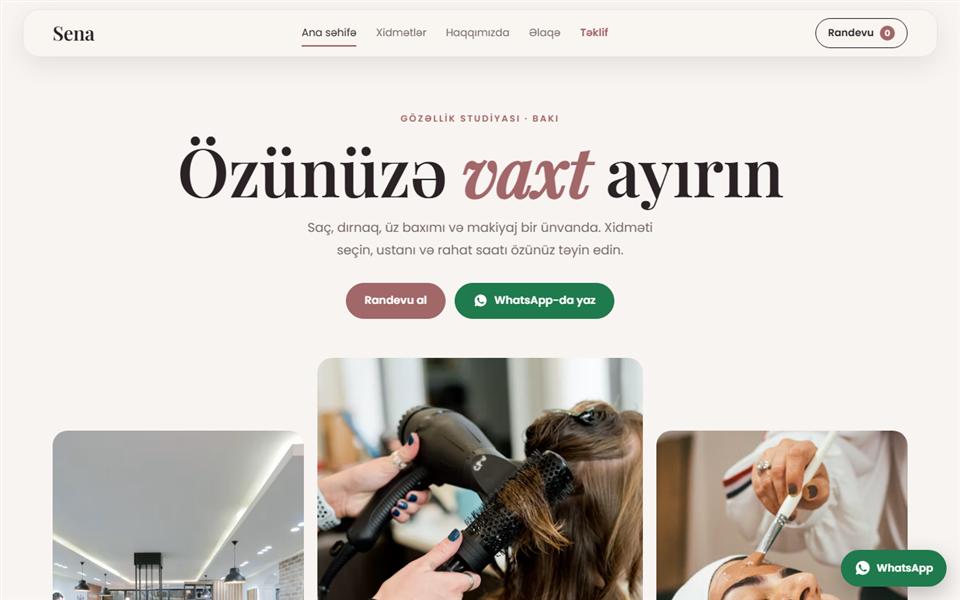 Sena
Ana səhifə
Xidmətlər
Haqqımızda
Əlaqə
Təklif
Randevu 0
GÖZƏLLİK STUDİYASI · BAKI
Özünüzə vaxt ayırın
Saç, dırnaq, üz baxımı və makiyaj bir ünvanda. Xidməti
seçin, ustanı və rahat saatı özünüz təyin edin.
Randevu al
WhatsApp-da yaz
WhatsApp